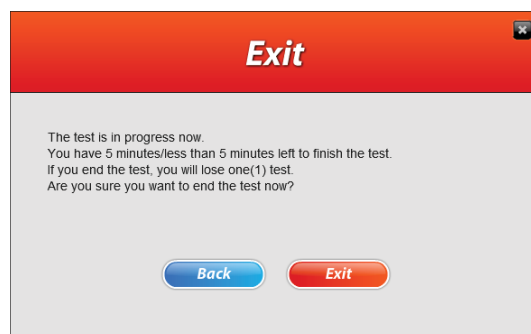 Exit
The test is in progress now.
You have 5 minutes/less than 5 minutes left to finish the test.
If you end the test, you will lose one(1) test.
Are you sure you want to end the test now?
Back Exit